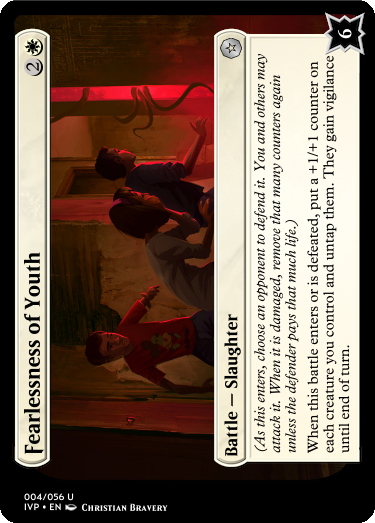 Fearlessness of Youth
2
Battle — Slaughter
(As this enters, choose an opponent to defend it. You and others may
attack it. When it is damaged, remove that many counters again
unless the defender pays that much life.)
When this battle enters or is defeated, put a +1/+1 counter on
each creature you control and untap them. They gain vigilance
until end of turn.
6
004/056 U
IVP • EN Christian Bravery